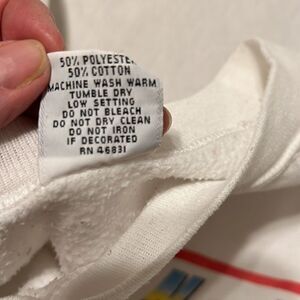 50% POLYESTER
50% COTTON
MACHINE WASH WARM
TUMBLE DRY
LOW SETTING
DO NOT BLEACH
DO NOT DRY CLEAN
DO NOT IRON
IF DECORATED
RN 46831